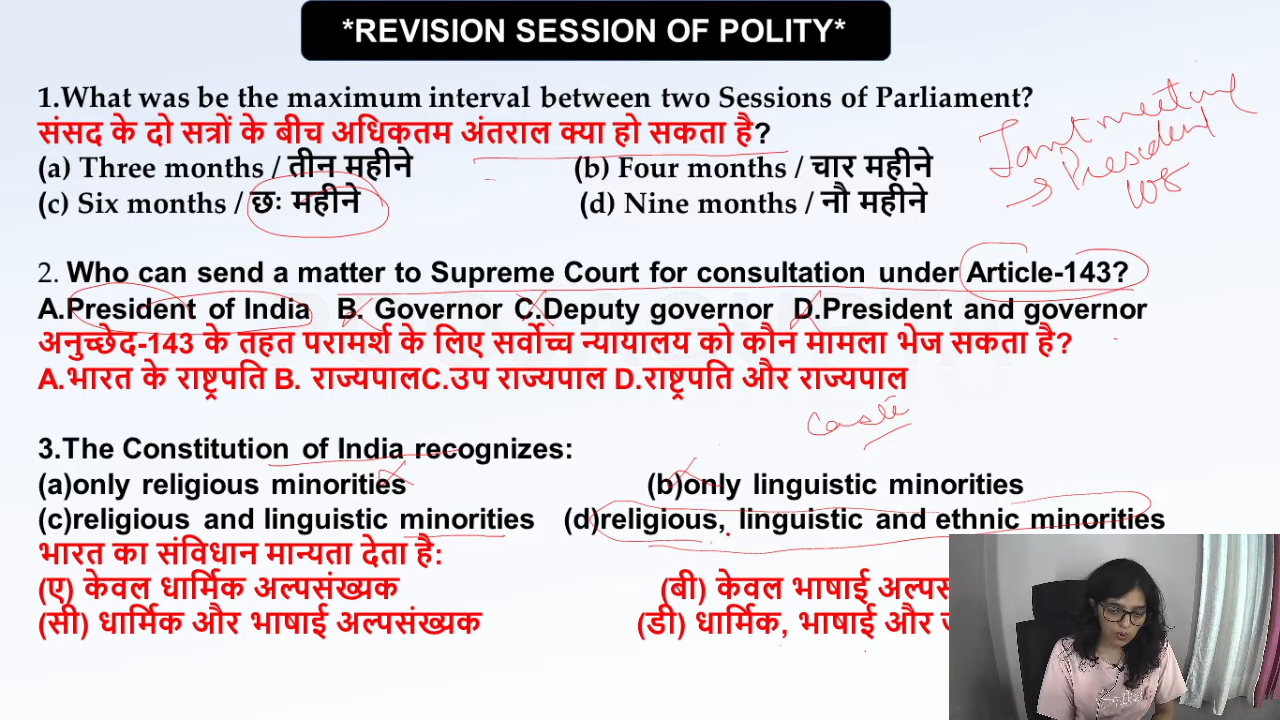 *REVISION SESSION OF POLITY*
1.What was be the maximum interval between two Sessions of Parliament?
संसद के दो सत्रों के बीच अधिकतम अंतराल क्या हो सकता है?
(a) Three months / तीन महीने (b) Four months / चार महीने
(c) Six months / छः महीने (d) Nine months / नौ महीने
Joint meeting
President
108
2. Who can send a matter to Supreme Court for consultation under Article-143?
A.President of India B. Governor C.Deputy governor D.President and governor
अनुच्छेद-143 के तहत परामर्श के लिए सर्वोच्च न्यायालय को कौन मामला भेज सकता है?
A.भारत के राष्ट्रपति B. राज्यपालC.उप राज्यपाल D.राष्ट्रपति और राज्यपाल
Caste
3.The Constitution of India recognizes:
(a)only religious minorities (b)only linguistic minorities
(c)religious and linguistic minorities (d)religious, linguistic and ethnic minorities
भारत का संविधान मान्यता देता है:
(ए) केवल धार्मिक अल्पसंख्यक (बी) केवल भाषाई
(सी) धार्मिक और भाषाई अल्पसंख्यक (डी) धार्मिक, भाषाई और